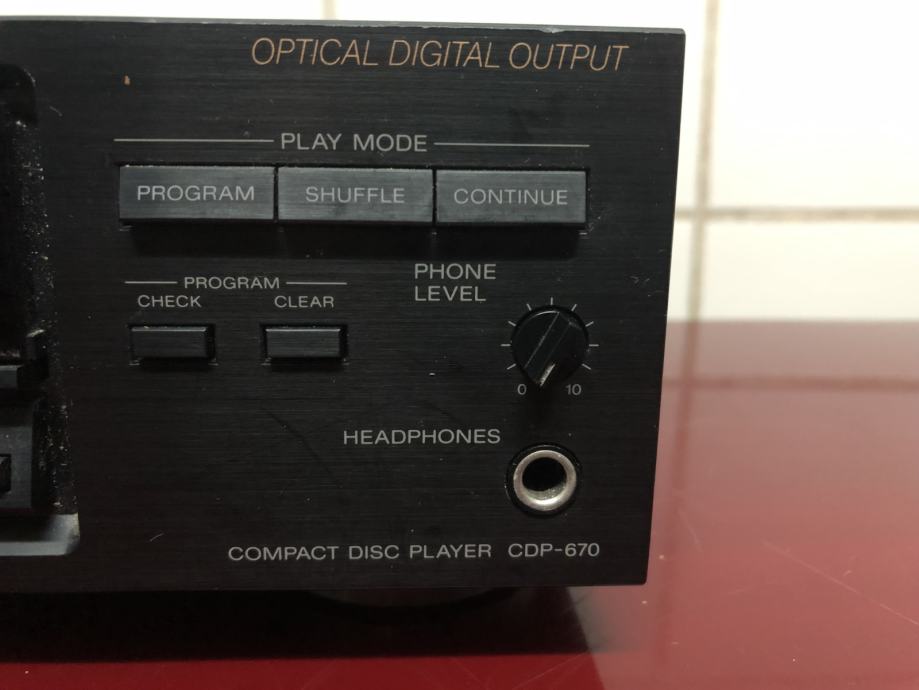 OPTICAL DIGITAL OUTPUT
PLAY MODE
PROGRAM SHUFFLE CONTINUE
PROGRAM
CHECK CLEAR
PHONE
LEVEL
0 10
HEADPHONES
COMPACT DISC PLAYER CDP-670